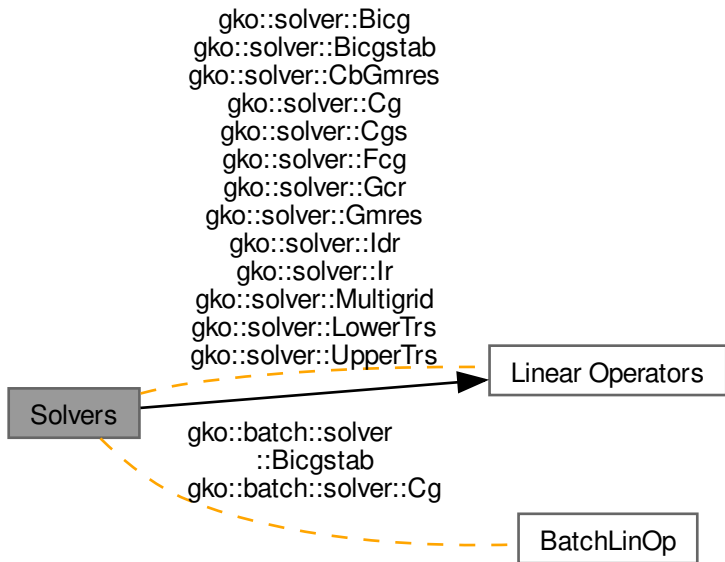 gko::solver::Bicg
gko::solver::Bicgstab
gko::solver::CbGmres
gko::solver::Cg
gko::solver::Cgs
gko::solver::Fcg
gko::solver::Gcr
gko::solver::Gmres
gko::solver::Idr
gko::solver::Ir
gko::solver::Multigrid
gko::solver::LowerTrs
gko::solver::UpperTrs
Linear Operators
Solvers
gko::batch::solver
::Bicgstab
gko::batch::solver::Cg
BatchLinOp